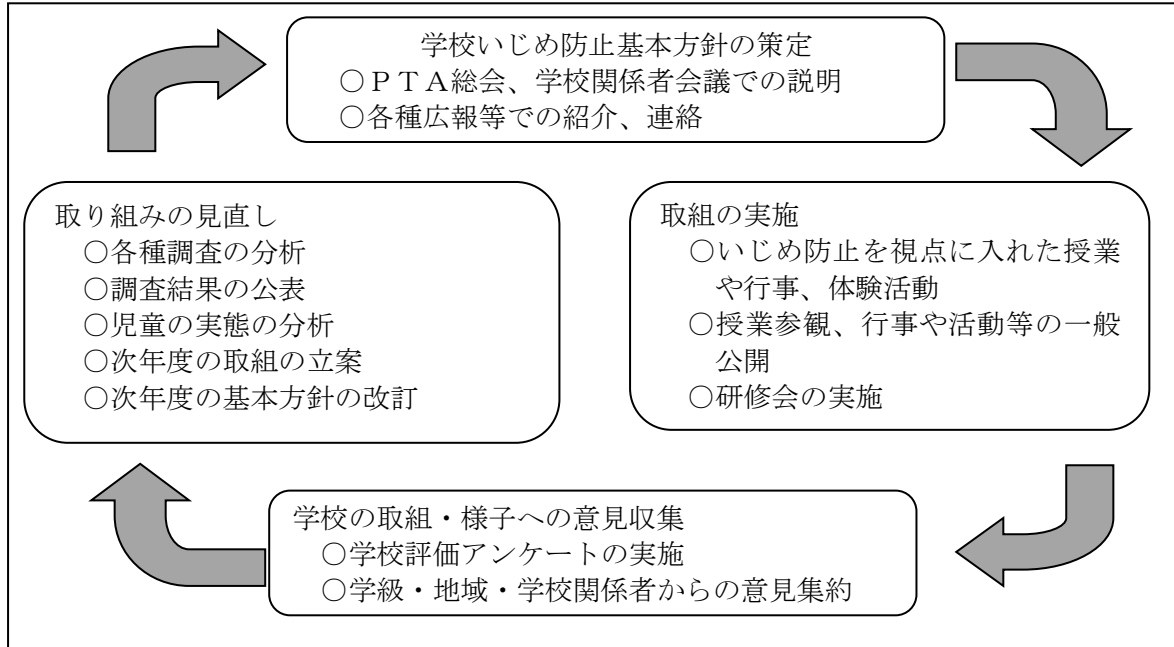 学校いじめ防止基本方針の策定
○ＰＴＡ総会、学校関係者会議での説明
○各種広報等での紹介、連絡
取組の実施
○いじめ防止を視点に入れた授業
や行事、体験活動
○授業参観、行事や活動等の一般
公開
○研修会の実施
学校の取組・様子への意見収集
○学校評価アンケートの実施
○学級・地域・学校関係者からの意見集約
取り組みの見直し
○各種調査の分析
○調査結果の公表
○児童の実態の分析
○次年度の取組の立案
○次年度の基本方針の改訂